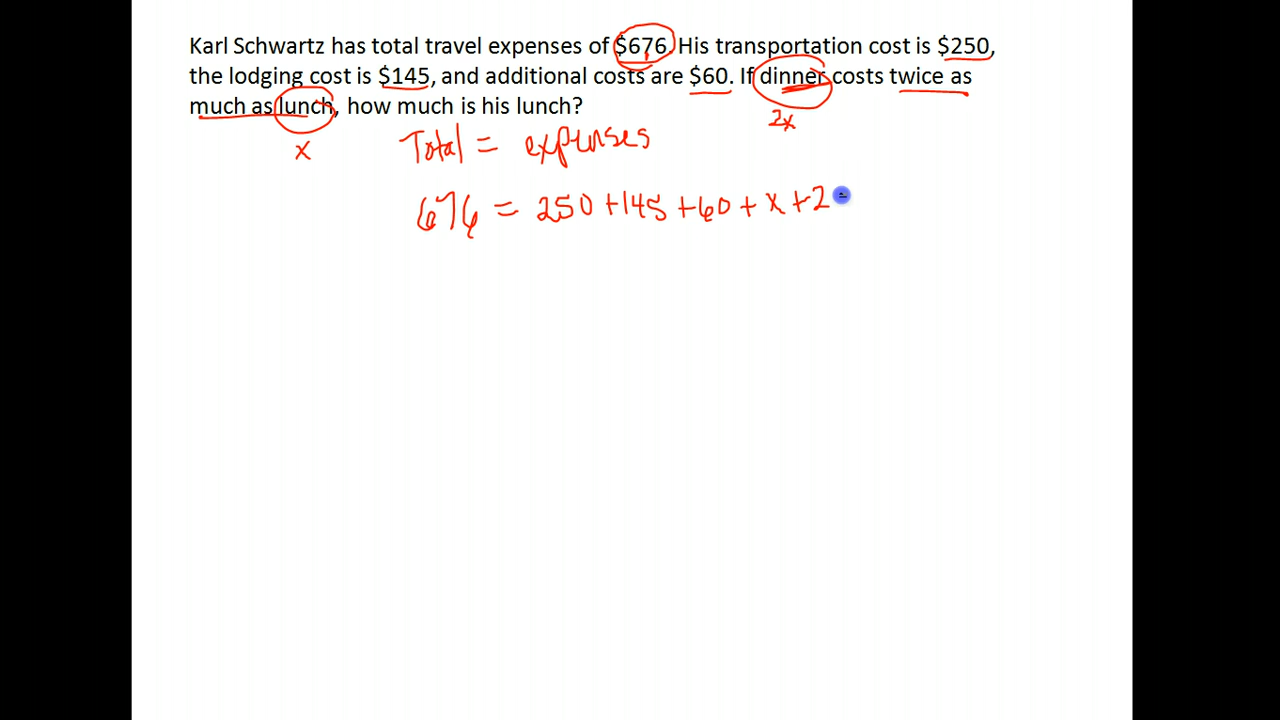 Karl Schwartz has total travel expenses of $676. His transportation cost is $250,
the lodging cost is $145, and additional costs are $60. If dinner costs twice as
much as lunch, how much is his lunch?
2x
x Total = expenses
676 = 250 +145 +60 + x +2